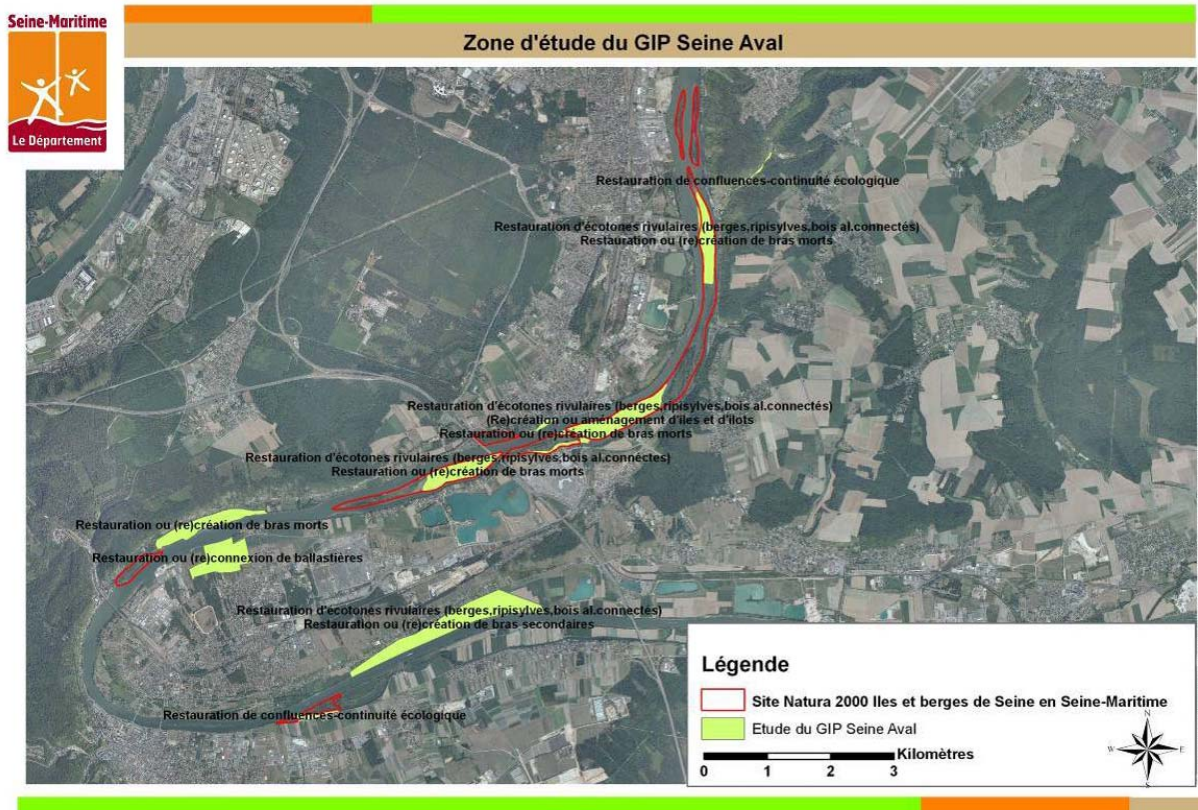 Seine-Maritime
Le Département
Zone d'étude du GIP Seine Aval
Restauration de confluences-continuité écologique
Restauration d'écotones rivulaires (berges,ripisylves,bois al.connectés)
Restauration ou (re)création de bras morts
Restauration d'écotones rivulaires (berges,ripisylves,bois al.connectés)
(Re)création ou aménagement d'iles et d'ilots
Restauration ou (re)création de bras morts
Restauration d'écotones rivulaires (berges,ripisylves,bois al.connectés)
Restauration ou (re)création de bras morts
Restauration ou (re)création de bras morts
Restauration ou (re)connexion de ballastières
Restauration d'écotones rivulaires (berges,ripisylves,bois al.connectés)
Restauration ou (re)création de bras secondaires
Restauration de confluences-continuité écologique
Légende
Site Natura 2000 Iles et berges de Seine en Seine-Maritime
Etude du GIP Seine Aval
Kilomètres
0 1 2 3
N
W E
S